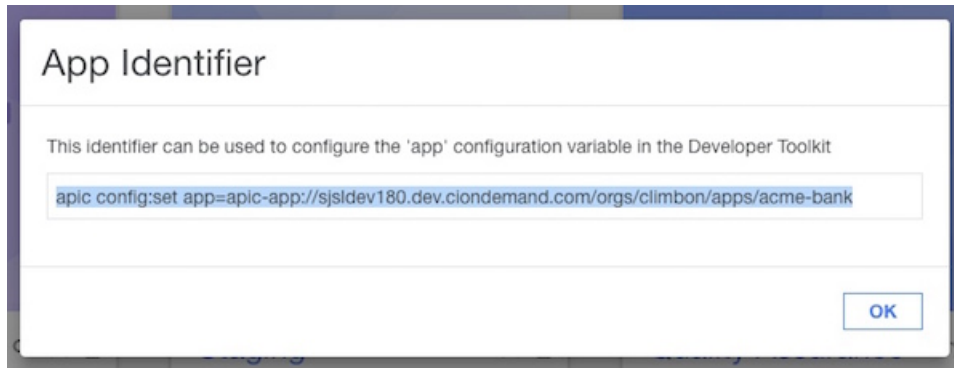 App Identifier
This identifier can be used to configure the 'app' configuration variable in the Developer Toolkit
apic config:set app=apic-app://sjsldev180.dev.ciondemand.com/orgs/climbon/apps/acme-bank
OK